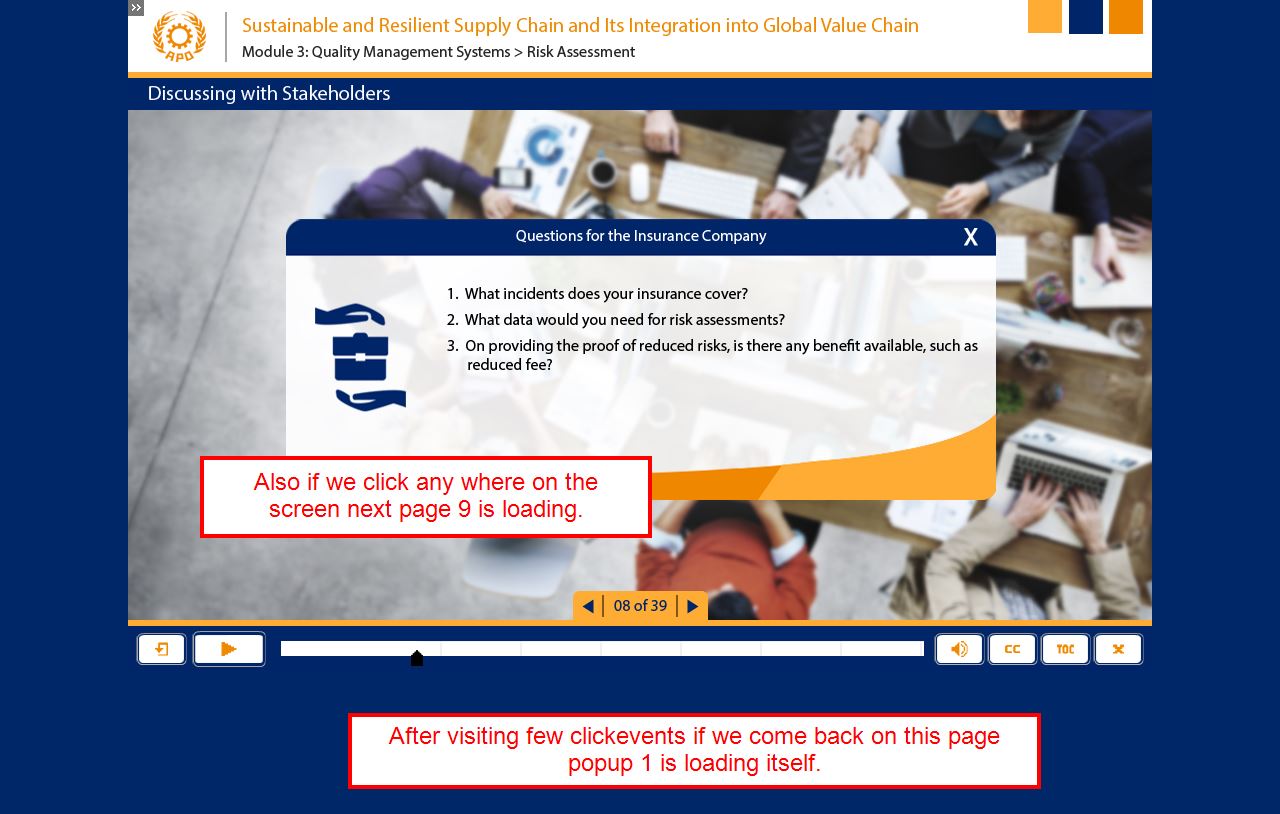 »
APO
Sustainable and Resilient Supply Chain and Its Integration into Global Value Chain
Module 3: Quality Management Systems > Risk Assessment
Discussing with Stakeholders
Questions for the Insurance Company X
1. What incidents does your insurance cover?
2. What data would you need for risk assessments?
3. On providing the proof of reduced risks, is there any benefit available, such as
reduced fee?
Also if we click any where on the
screen next page 9 is loading.
08 of 39
CC TOC
After visiting few clickevents if we come back on this page
popup 1 is loading itself.